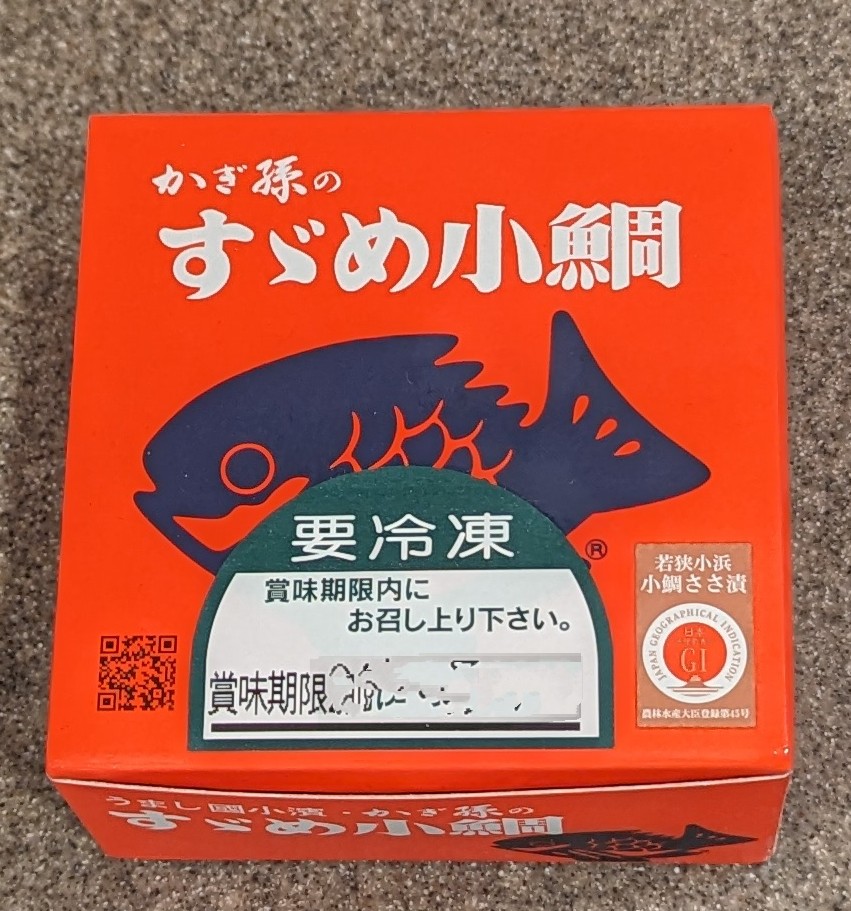 かぎ孫の
すゞめ小鯛
®
要冷凍
賞味期限内に
お召し上り下さい。
賞味期限
若狭小浜
小鯛ささ漬
JAPAN GEOGRAPHICAL INDICATION
日本
GI
農林水産大臣登録第43号
うまし國小濱・かぎ孫の
すゞめ小鯛